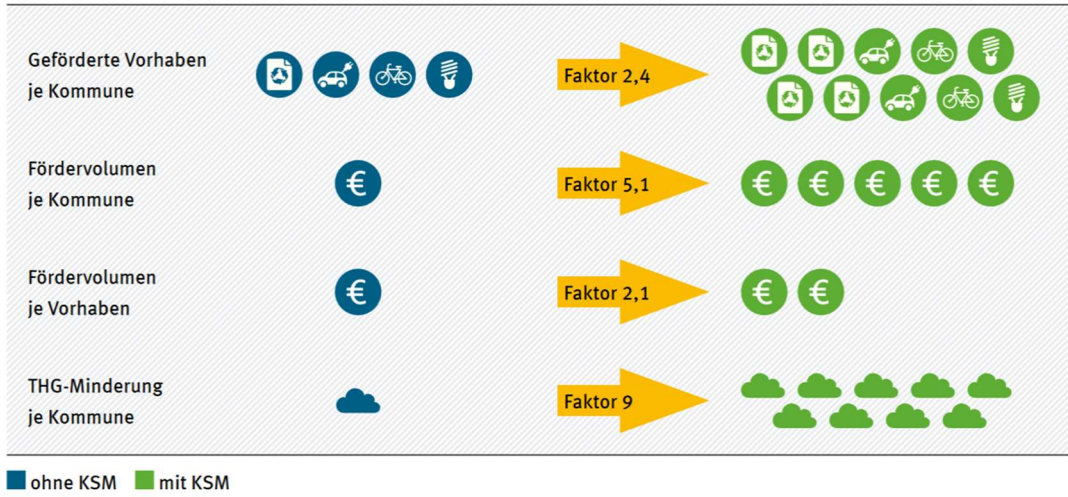 Geförderte Vorhaben
je Kommune
Faktor 2,4
Fördervolumen
je Kommune
€
Faktor 5,1
€ € € € €
Fördervolumen
je Vorhaben
€
Faktor 2,1
€ €
THG-Minderung
je Kommune
Faktor 9
ohne KSM mit KSM